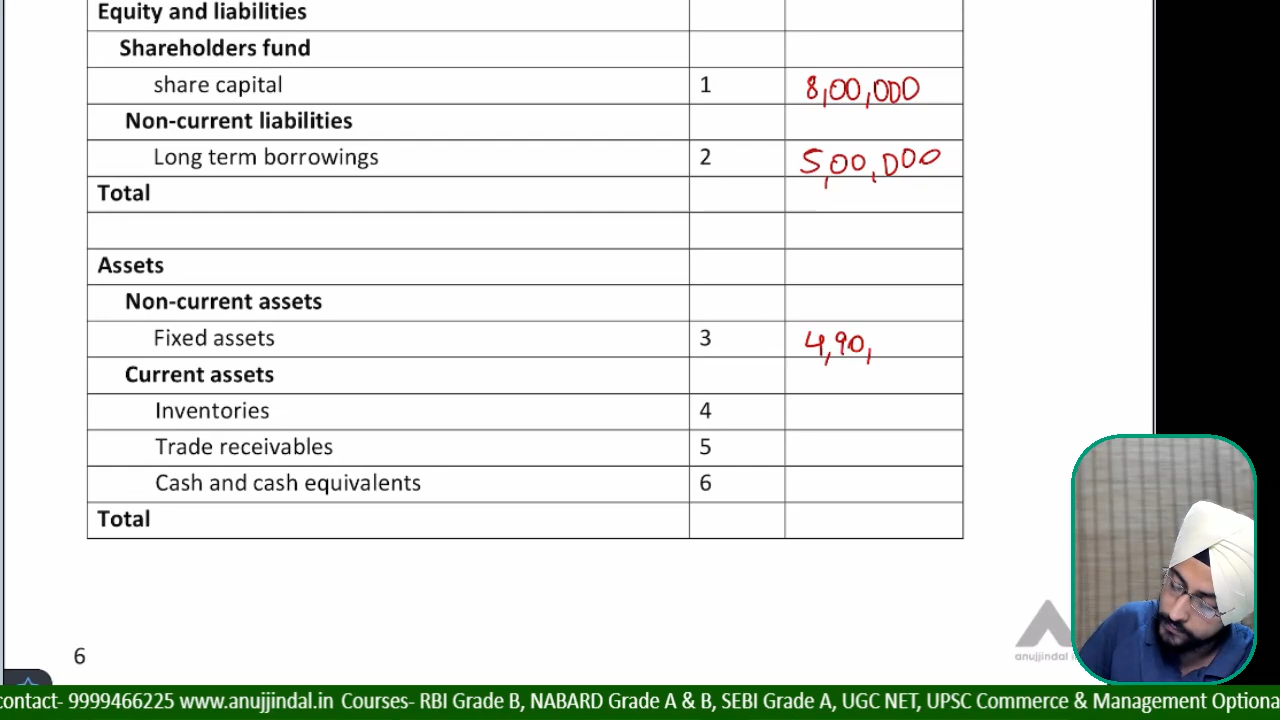 Equity and liabilities
Shareholders fund
share capital 1 8,00,000
Non-current liabilities
Long term borrowings 2 5,00,000
Total
Assets
Non-current assets
Fixed assets 3 4,90,
Current assets
Inventories 4
Trade receivables 5
Cash and cash equivalents 6
Total
anujjindal
6
contact- 9999466225 www.anujjindal.in Courses- RBI Grade B, NABARD Grade A & B, SEBI Grade A, UGC NET, UPSC Commerce & Management Optiona